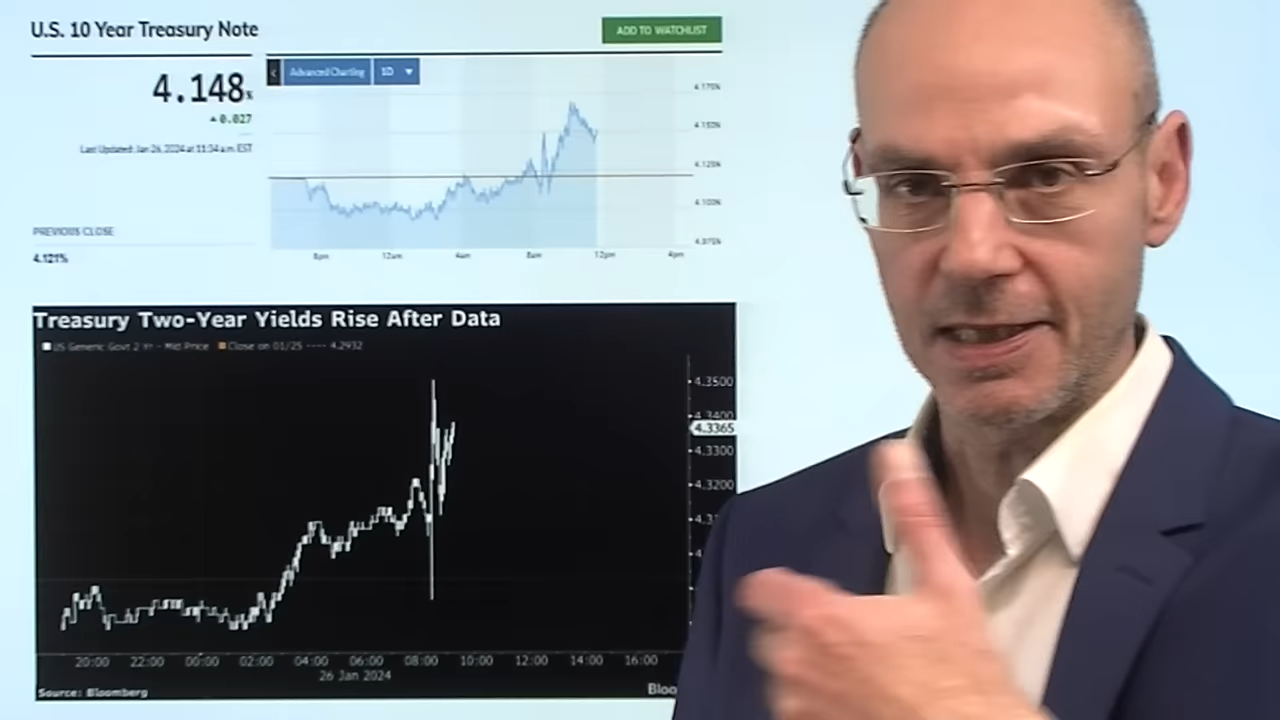 U.S. 10 Year Treasury Note
ADD TO WATCHLIST
4.148%
▲0.027
Last Updated: Jan 26, 2024 at 11:54 a.m. EST
PREVIOUS CLOSE
4.121%
Advanced Charting
1D
4.175%
4.150%
4.125%
4.100%
4.075%
8pm 12am 4am 8am 12pm 4pm
Treasury Two-Year Yields Rise After Data
US Generic Govt 2 Yr - Mid Price Close on 01/25 ---- 4.2932
4.3500
4.3400
4.3365
4.3300
4.3200
20:00 22:00 00:00 02:00 04:00 06:00 08:00 10:00 12:00 14:00 16:00
26 Jan 2024
Source: Bloomberg